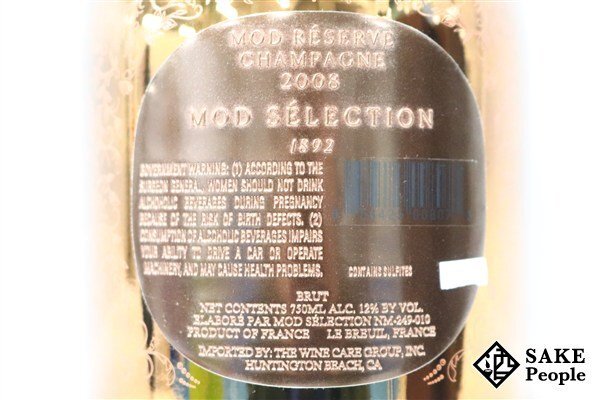 MOD RÉSERVE
CHAMPAGNE
2008
MOD SÉLECTION
1892
GOVERNMENT WARNING: (1) ACCORDING TO THE
SURGEON GENERAL, WOMEN SHOULD NOT DRINK
ALCOHOLIC BEVERAGES DURING PREGNANCY
BECAUSE OF THE RISK OF BIRTH DEFECTS. (2)
CONSUMPTION OF ALCOHOLIC BEVERAGES IMPAIRS
YOUR ABILITY TO DRIVE A CAR OR OPERATE
MACHINERY, AND MAY CAUSE HEALTH PROBLEMS.
CONTAINS SULFITES
BRUT
NET CONTENTS 750ML ALC. 12% BY VOL.
ELABORÉ PAR MOD SÉLECTION NM-249-010
PRODUCT OF FRANCE LE BREUIL, FRANCE
IMPORTED BY: THE WINE CARE GROUP, INC.
HUNTINGTON BEACH, CA
SAKE
People